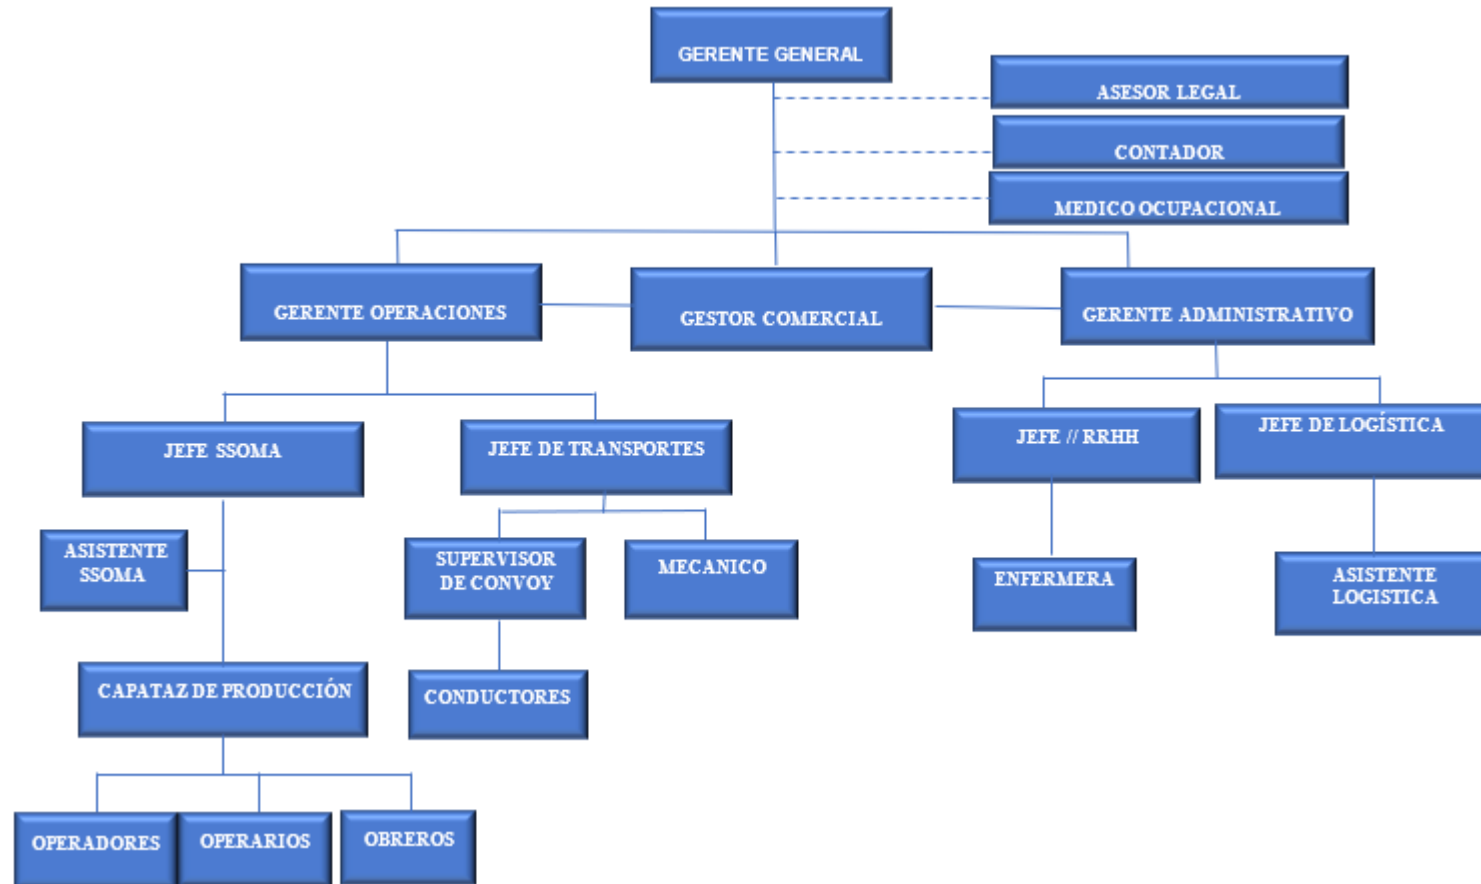 GERENTE GENERAL
ASESOR LEGAL
CONTADOR
MEDICO OCUPACIONAL
GERENTE OPERACIONES
GESTOR COMERCIAL
GERENTE ADMINISTRATIVO
JEFE SSOMA
JEFE DE TRANSPORTES
JEFE // RRHH
JEFE DE LOGÍSTICA
ASISTENTE
SSOMA
SUPERVISOR
DE CONVOY
MECANICO
ENFERMERA
ASISTENTE
LOGISTICA
CAPATAZ DE PRODUCCIÓN
CONDUCTORES
OPERADORES
OPERARIOS
OBREROS